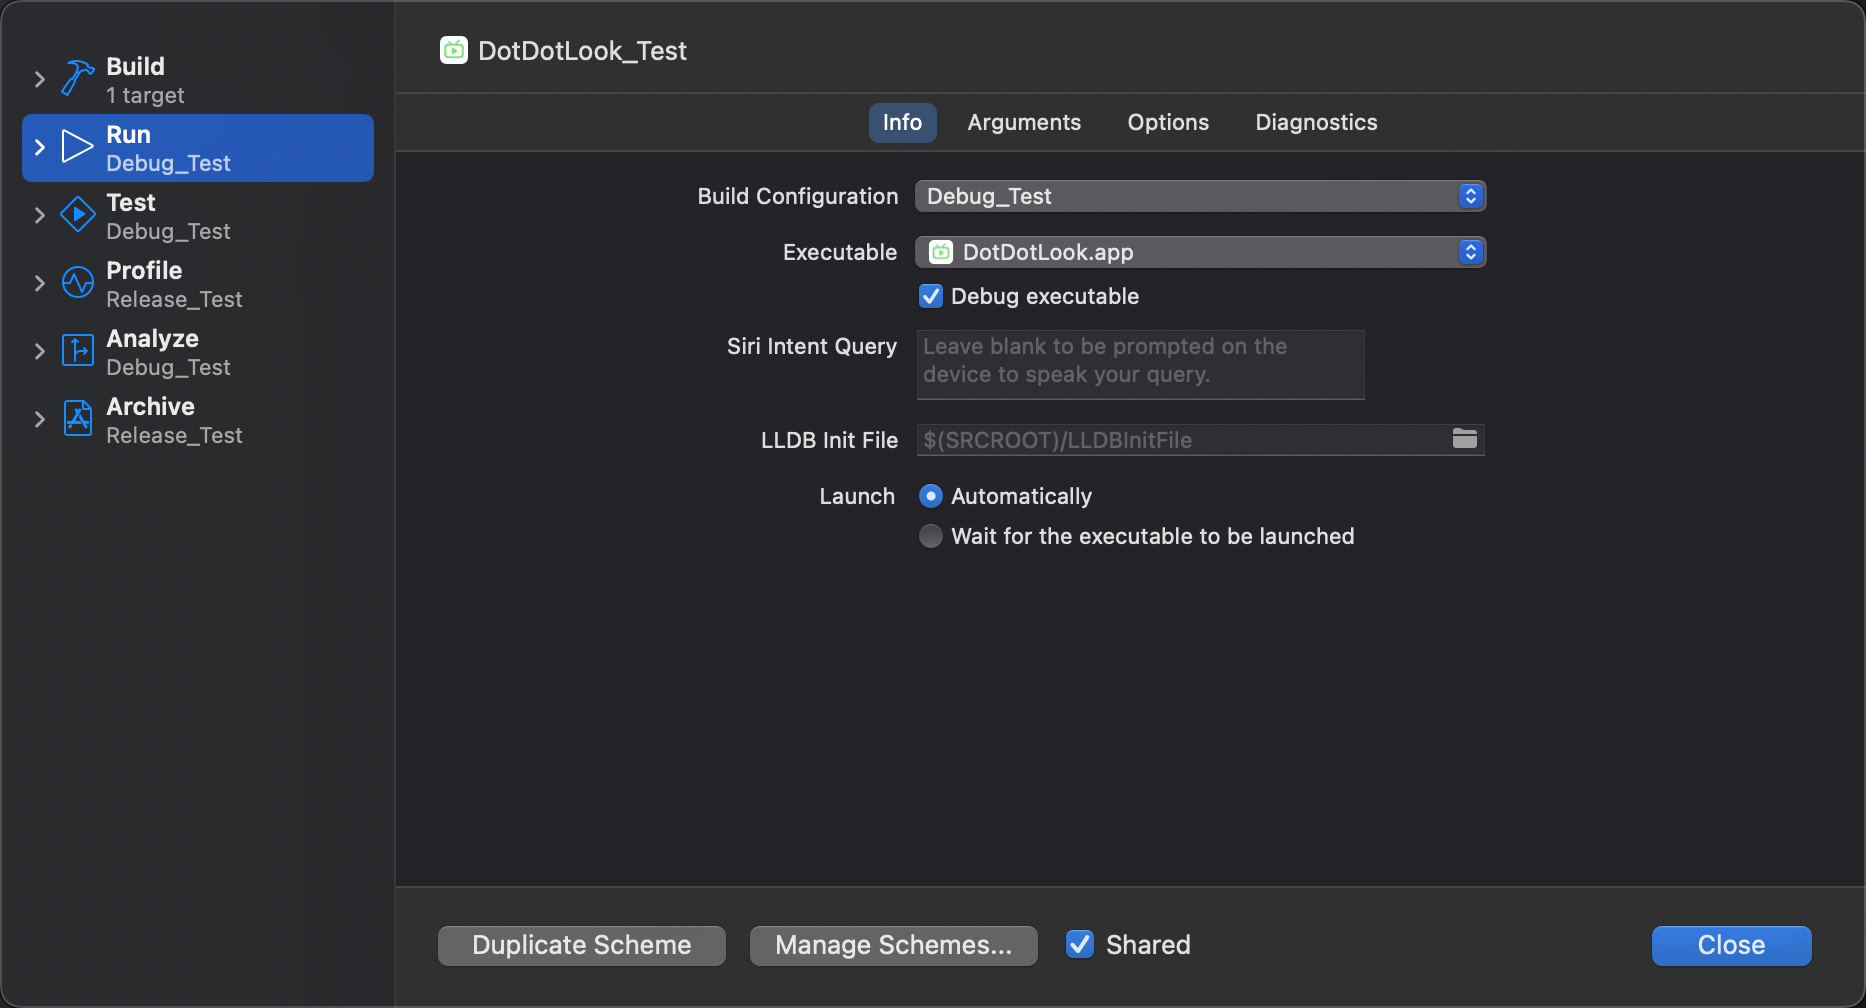 Build
1 target
Run
Debug_Test
Test
Debug_Test
Profile
Release_Test
Analyze
Debug_Test
Archive
Release_Test
DotDotLook_Test
Info Arguments Options Diagnostics
Build Configuration Debug_Test
Executable DotDotLook.app
Debug executable
Siri Intent Query Leave blank to be prompted on the
device to speak your query.
LLDB Init File $(SRCROOT)/LLDBInitFile
Launch Automatically
Wait for the executable to be launched
Duplicate Scheme Manage Schemes... Shared Close